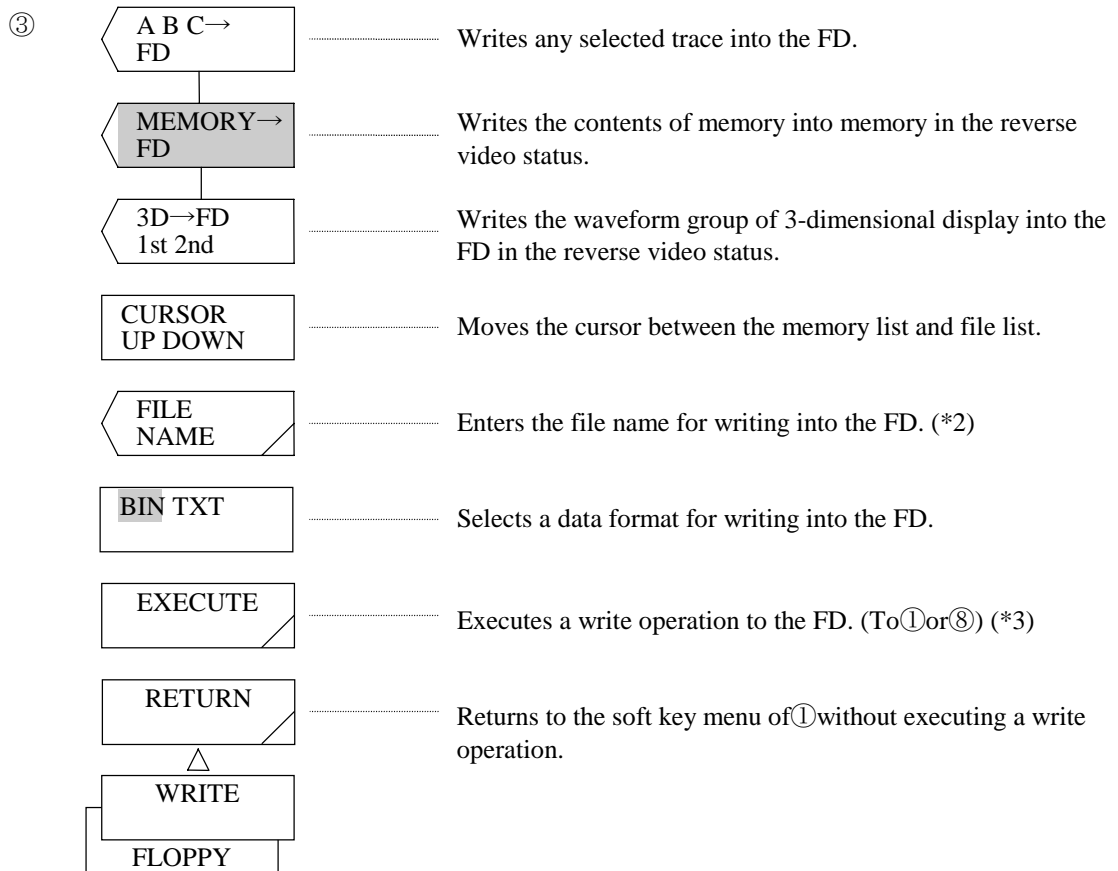 ③
A B C→
FD
Writes any selected trace into the FD.
MEMORY→
FD
Writes the contents of memory into memory in the reverse
video status.
3D→FD
1st 2nd
Writes the waveform group of 3-dimensional display into the
FD in the reverse video status.
CURSOR
UP DOWN
Moves the cursor between the memory list and file list.
FILE
NAME
Enters the file name for writing into the FD. (*2)
BIN TXT
Selects a data format for writing into the FD.
EXECUTE
Executes a write operation to the FD. (To①or⑧) (*3)
RETURN
Returns to the soft key menu of①without executing a write
operation.
WRITE
FLOPPY